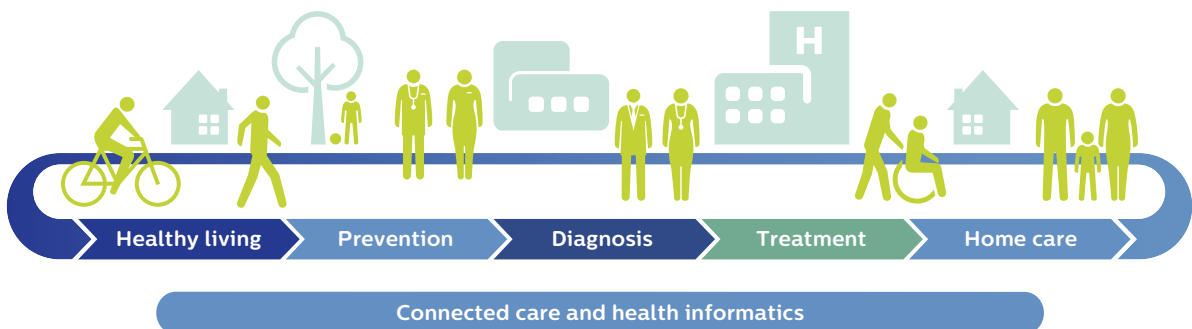 H
Healthy living
Prevention
Diagnosis
Treatment
Home care
Connected care and health informatics